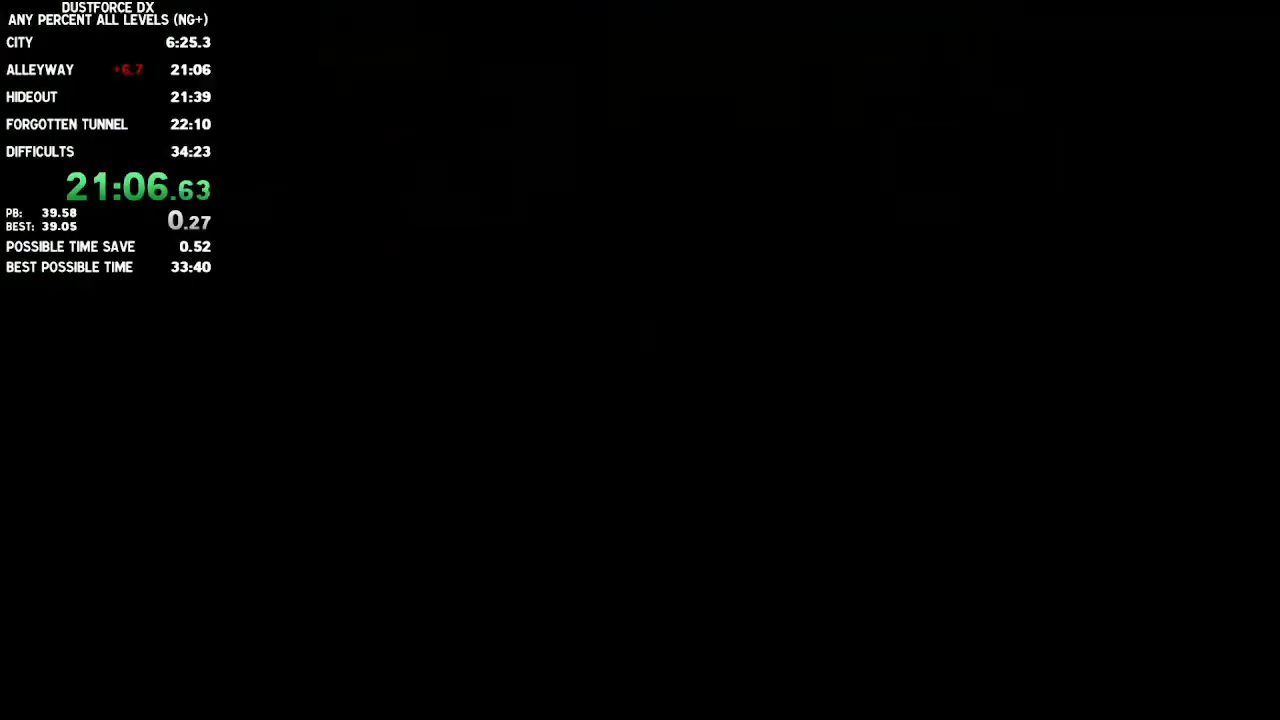 DUSTFORCE DX
ANY PERCENT ALL LEVELS (NG+)
CITY 6:25.3
ALLEYWAY +6.7 21:06
HIDEOUT 21:39
FORGOTTEN TUNNEL 22:10
DIFFICULTS 34:23
21:06.63
PB: 39.58
BEST: 39.05
0.27
POSSIBLE TIME SAVE 0.52
BEST POSSIBLE TIME 33:40